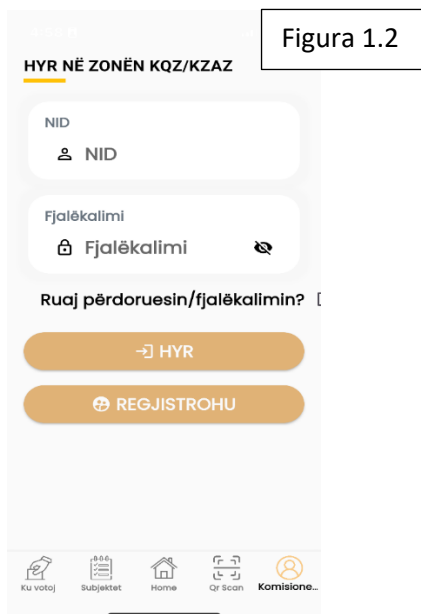 Figura 1.2
HYR NË ZONËN KQZ/KZAZ
NID
NID
Fjalëkalimi
Fjalëkalimi
Ruaj përdoruesin/fjalëkalimin?
HYR
REGJISTROHU
Ku votoj
Subjektet
Home
Qr Scan
Komisione...